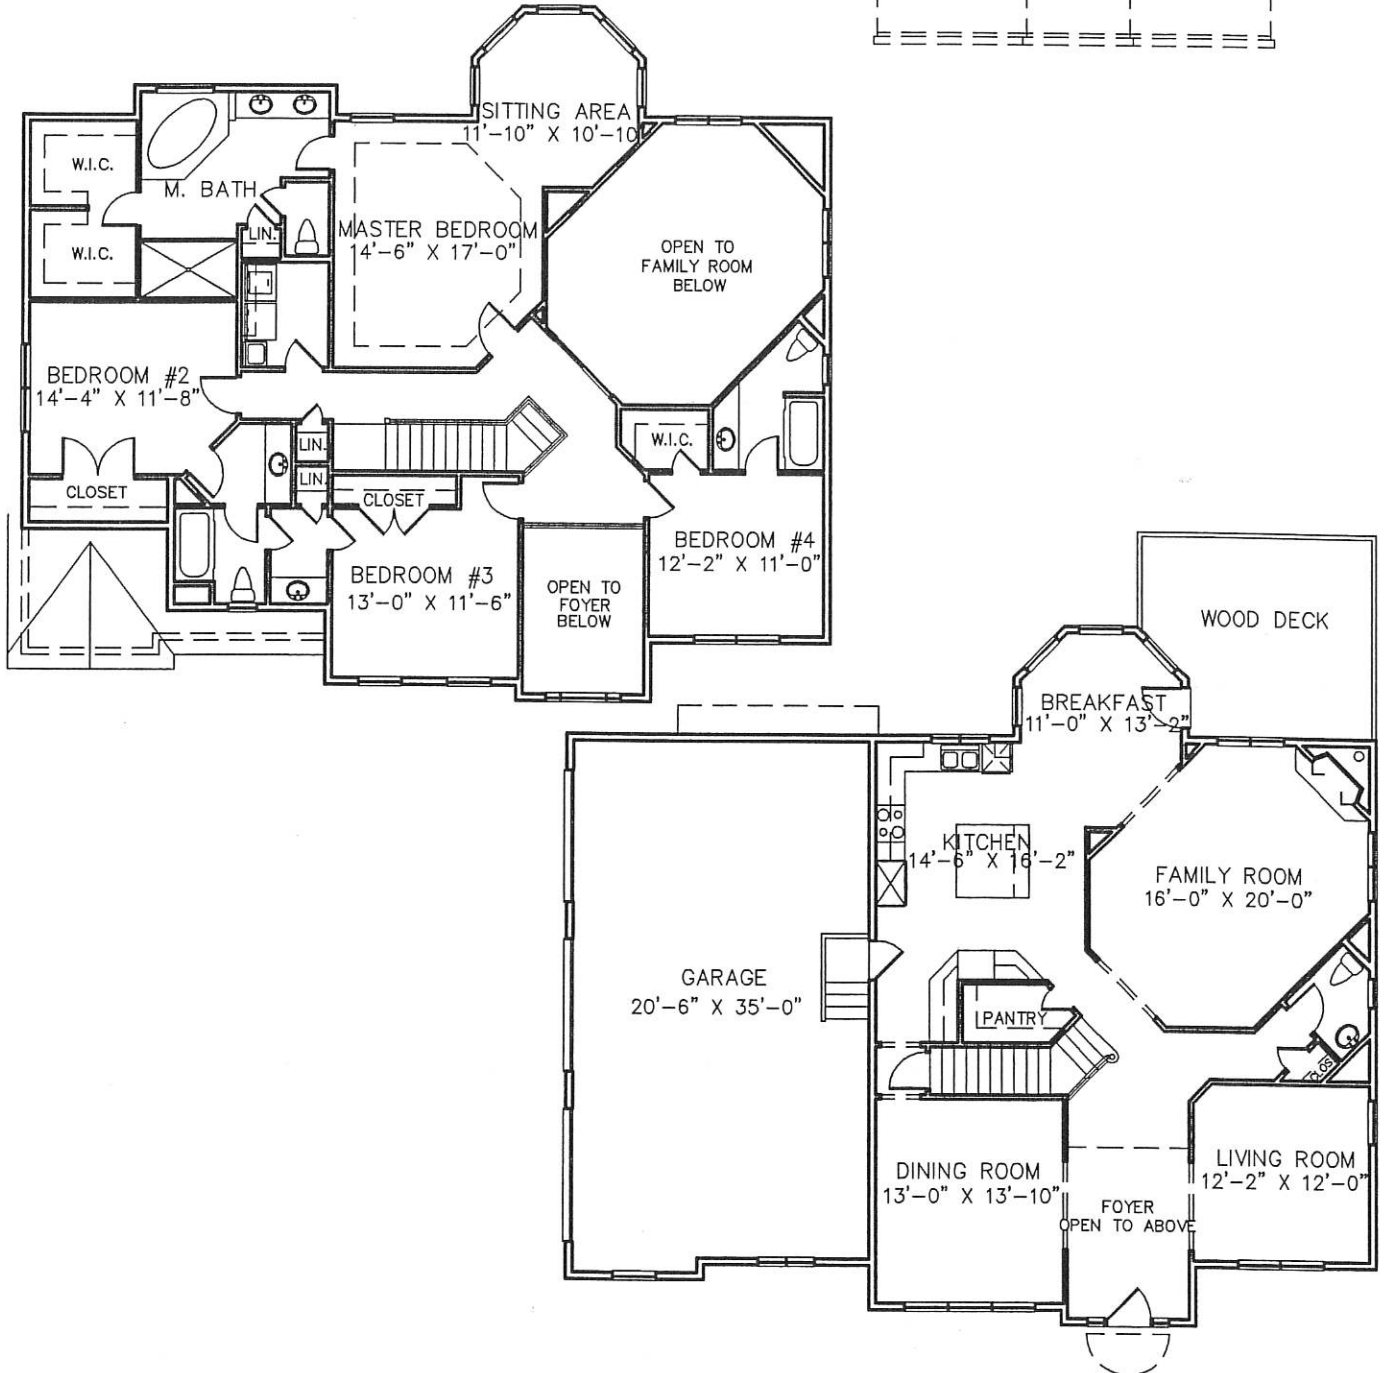 SITTING AREA
11'-10" X 10'-10
W.I.C.
M. BATH
W.I.C.
LIN.
MASTER BEDROOM
14'-6" X 17'-0"
OPEN TO
FAMILY ROOM
BELOW
BEDROOM #2
14'-4" X 11'-8"
CLOSET
LIN.
LIN.
CLOSET
W.I.C.
BEDROOM #3
13'-0" X 11'-6"
OPEN TO
FOYER
BELOW
BEDROOM #4
12'-2" X 11'-0"
WOOD DECK
BREAKFAST
11'-0" X 13'-2"
KITCHEN
14'-6" X 16'-2"
FAMILY ROOM
16'-0" X 20'-0"
GARAGE
20'-6" X 35'-0"
PANTRY
CLOS
DINING ROOM
13'-0" X 13'-10"
FOYER
OPEN TO ABOVE
LIVING ROOM
12'-2" X 12'-0"